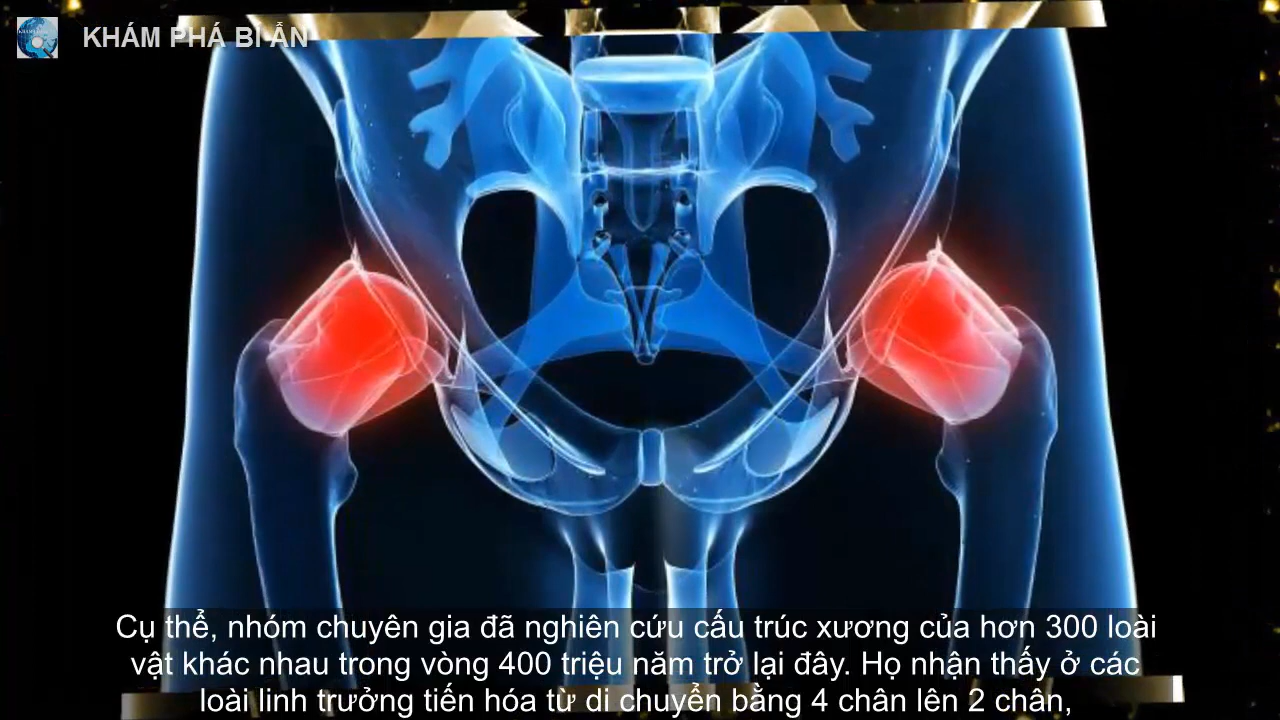 KHÁM PHÁ BÍ ẨN
Cụ thể, nhóm chuyên gia đã nghiên cứu cấu trúc xương của hơn 300 loài
vật khác nhau trong vòng 400 triệu năm trở lại đây. Họ nhận thấy ở các
loài linh trưởng tiến hóa từ di chuyển bằng 4 chân lên 2 chân,